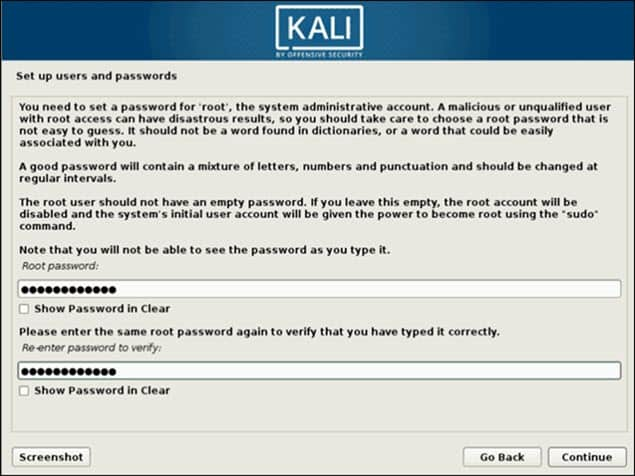 KALI
BY OFFENSIVE SECURITY
Set up users and passwords
You need to set a password for 'root', the system administrative account. A malicious or unqualified user
with root access can have disastrous results, so you should take care to choose a root password that is
not easy to guess. It should not be a word found in dictionaries, or a word that could be easily
associated with you.
A good password will contain a mixture of letters, numbers and punctuation and should be changed at
regular intervals.
The root user should not have an empty password. If you leave this empty, the root account will be
disabled and the system's initial user account will be given the power to become root using the "sudo"
command.
Note that you will not be able to see the password as you type it.
Root password:
●●●●●●●●●●●●
Show Password in Clear
Please enter the same root password again to verify that you have typed it correctly.
Re-enter password to verify:
●●●●●●●●●●●●
Show Password in Clear
Screenshot
Go Back
Continue